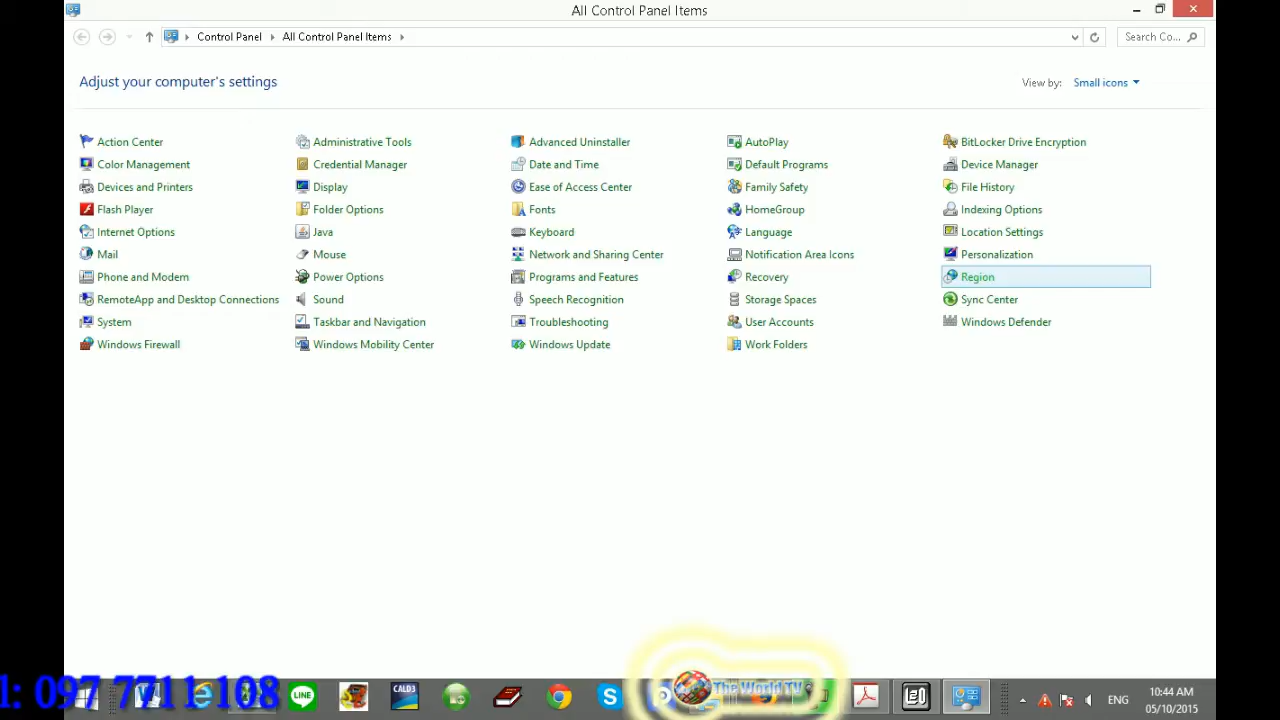 All Control Panel Items
Control Panel All Control Panel Items
Search Co...
Adjust your computer's settings
View by: Small icons
Action Center
Administrative Tools
Advanced Uninstaller
AutoPlay
BitLocker Drive Encryption
Color Management
Credential Manager
Date and Time
Default Programs
Device Manager
Devices and Printers
Display
Ease of Access Center
Family Safety
File History
Flash Player
Folder Options
Fonts
HomeGroup
Indexing Options
Internet Options
Java
Keyboard
Language
Location Settings
Mail
Mouse
Network and Sharing Center
Notification Area Icons
Personalization
Phone and Modem
Power Options
Programs and Features
Recovery
Region
RemoteApp and Desktop Connections
Sound
Speech Recognition
Storage Spaces
Sync Center
System
Taskbar and Navigation
Troubleshooting
User Accounts
Windows Defender
Windows Firewall
Windows Mobility Center
Windows Update
Work Folders
l: 097 7711 108
LINE
CALD3
The World TV
ENG
10:44 AM
05/10/2015